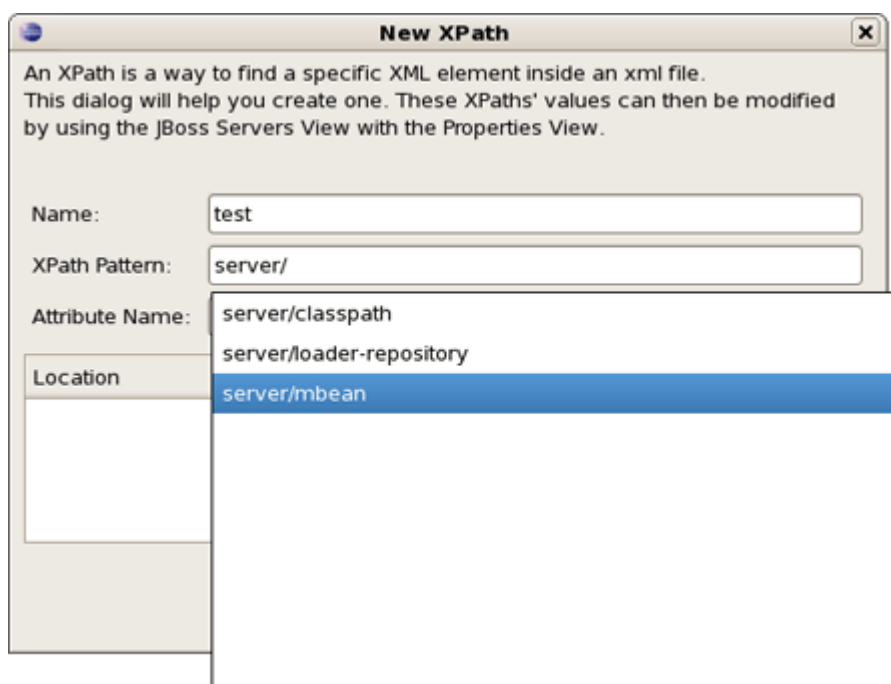 New XPath
An XPath is a way to find a specific XML element inside an xml file.
This dialog will help you create one. These XPaths' values can then be modified
by using the JBoss Servers View with the Properties View.
Name: test
XPath Pattern: server/
Attribute Name:
server/classpath
server/loader-repository
Location
server/mbean